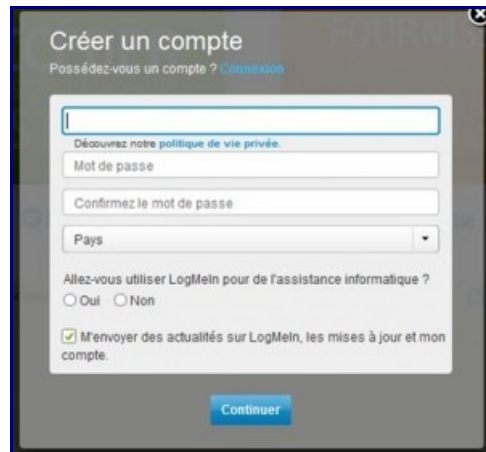 Créer un compte
Possédez-vous un compte ? Connexion
Découvrez notre politique de vie privée.
Mot de passe
Confirmez le mot de passe
Pays
Allez-vous utiliser LogMeIn pour de l'assistance informatique ?
Oui Non
M'envoyer des actualités sur LogMeIn, les mises à jour et mon
compte.
Continuer